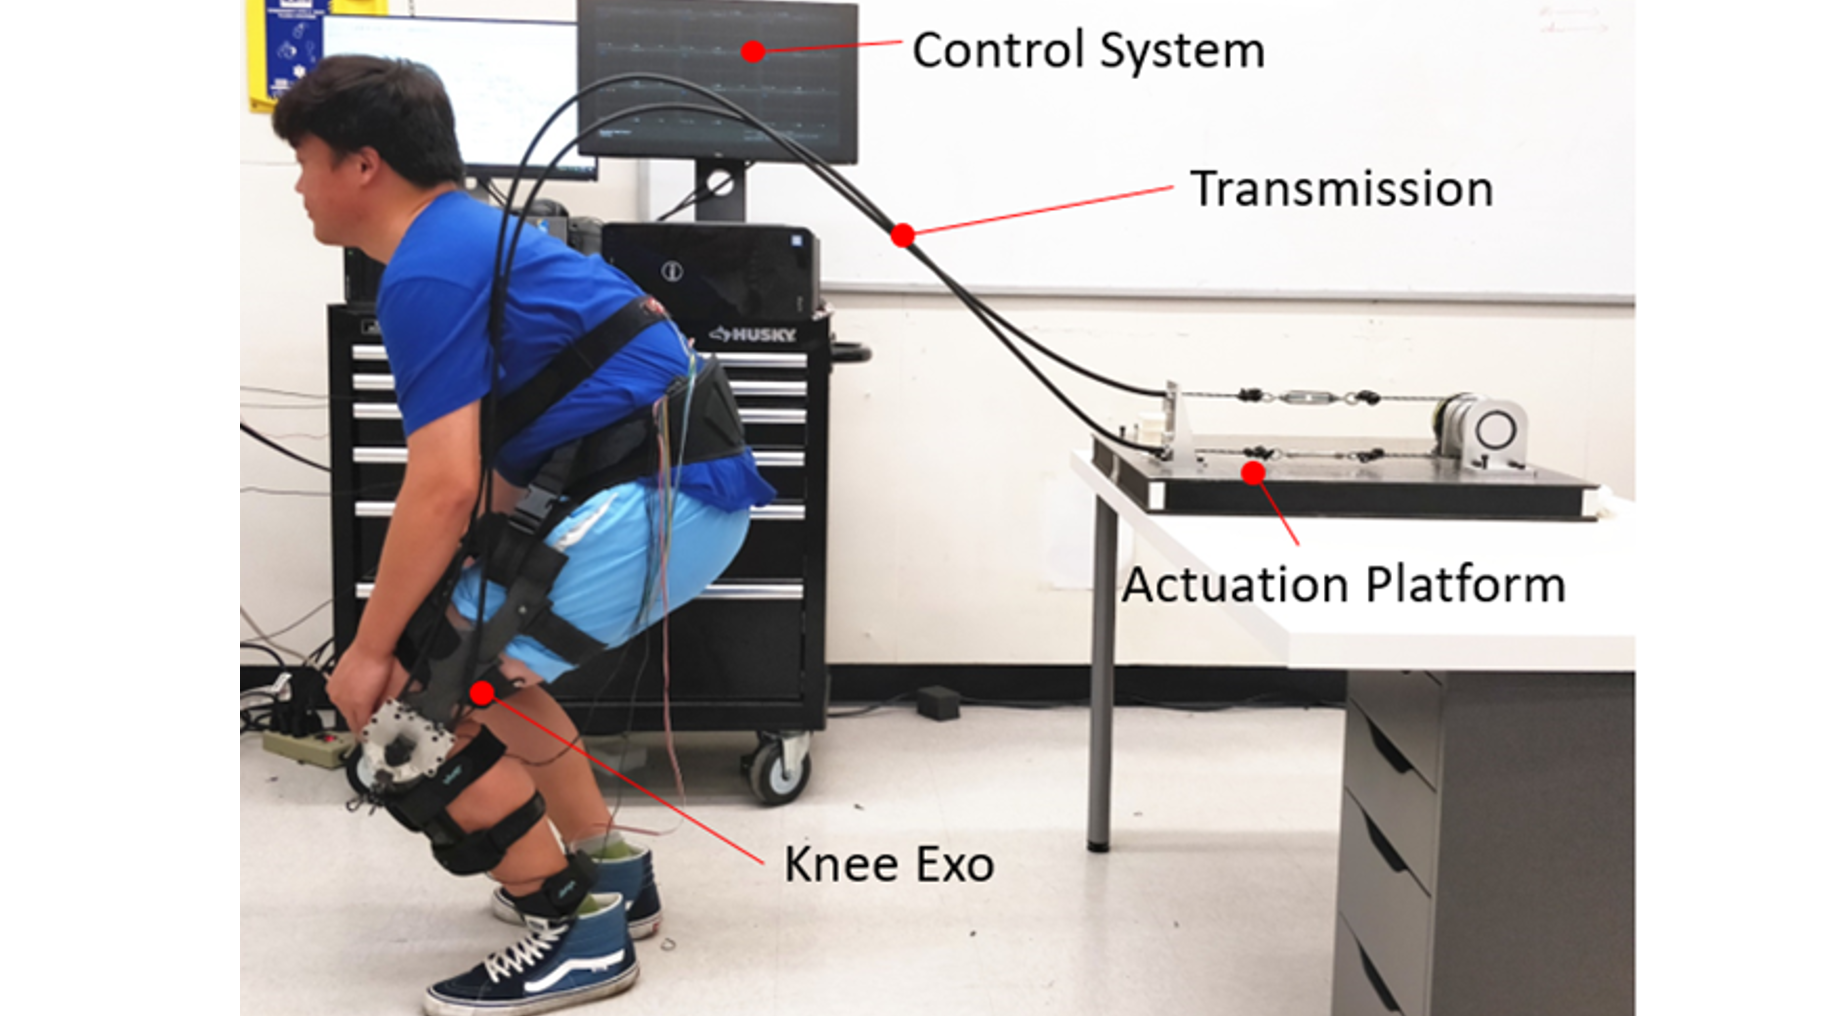 Control System
Transmission
HUSKY
Actuation Platform
Knee Exo